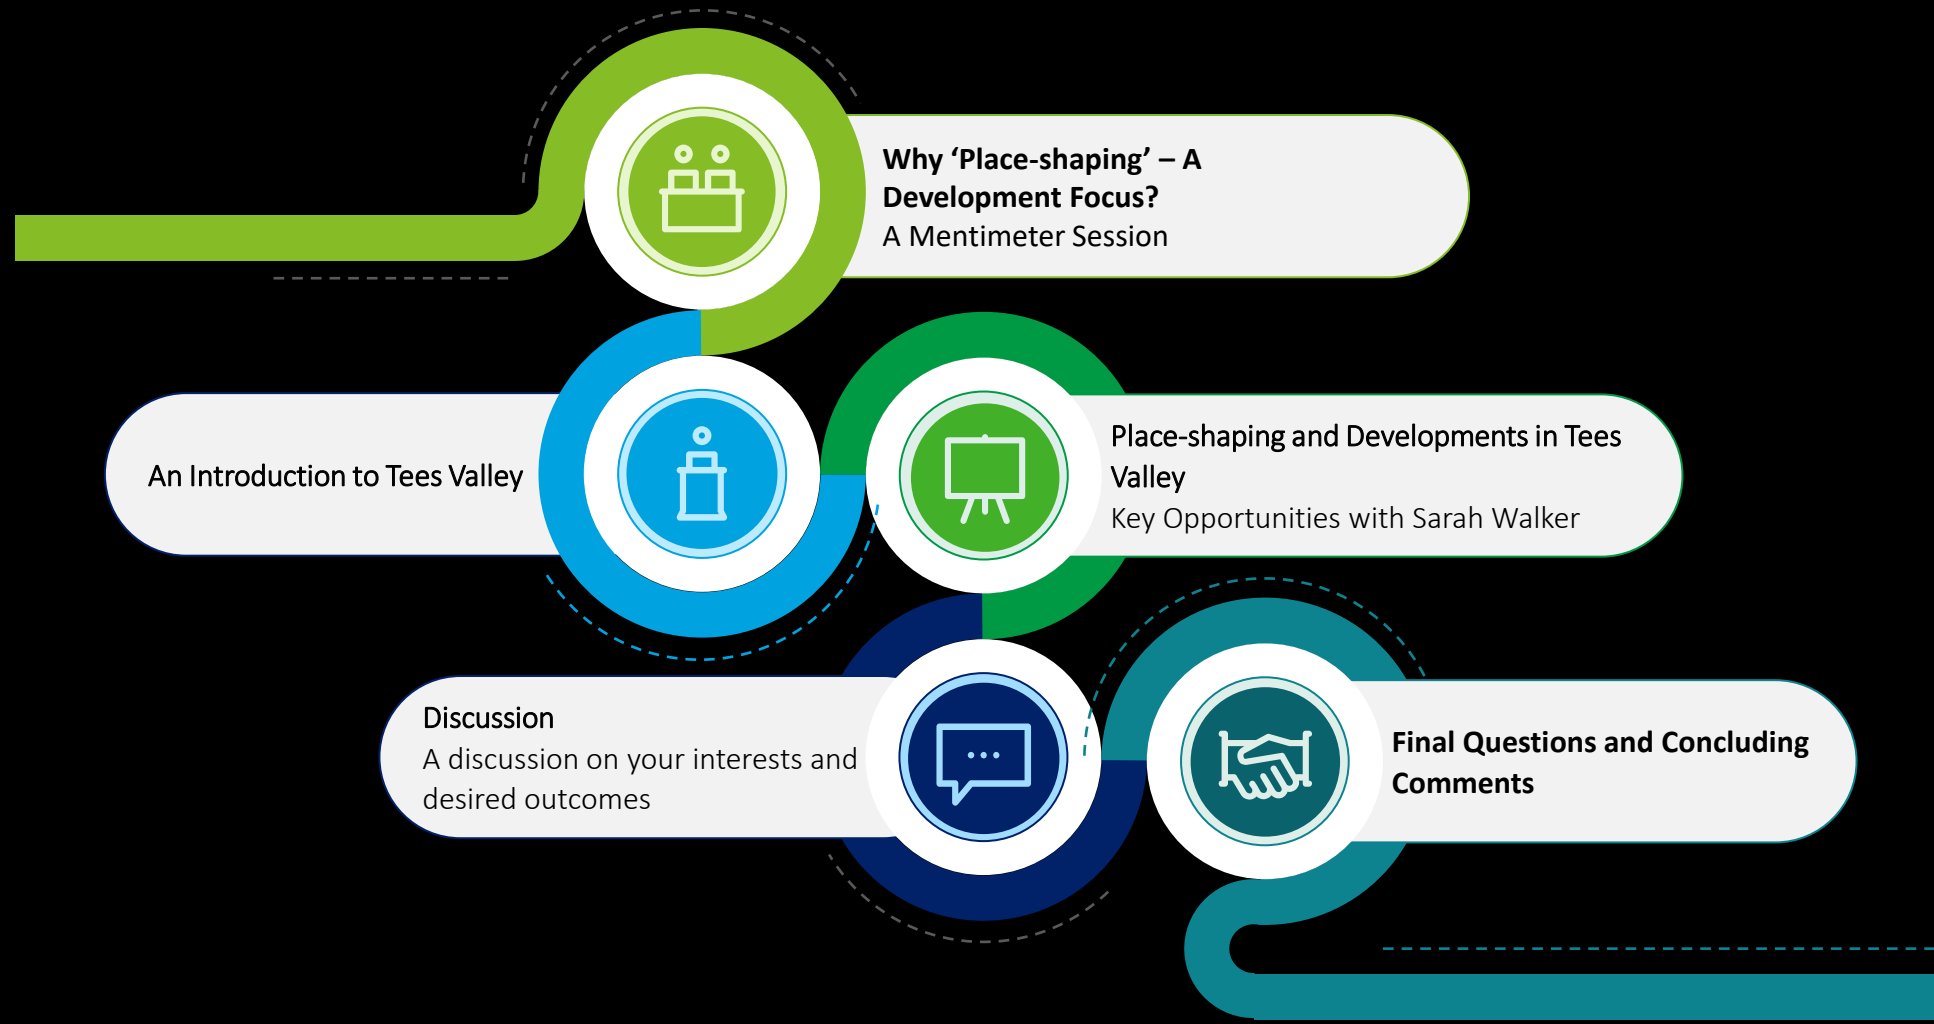 Why ‘Place-shaping’ – A
Development Focus?
A Mentimeter Session
An Introduction to Tees Valley
Place-shaping and Developments in Tees
Valley
Key Opportunities with Sarah Walker
Discussion
A discussion on your interests and
desired outcomes
Final Questions and Concluding
Comments